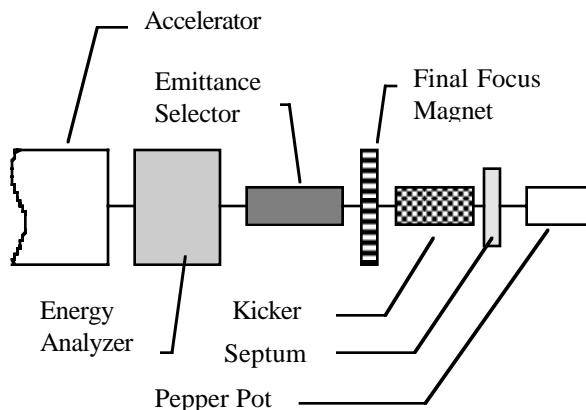 Accelerator
Emittance
Selector
Final Focus
Magnet
Energy
Analyzer
Kicker
Septum
Pepper Pot